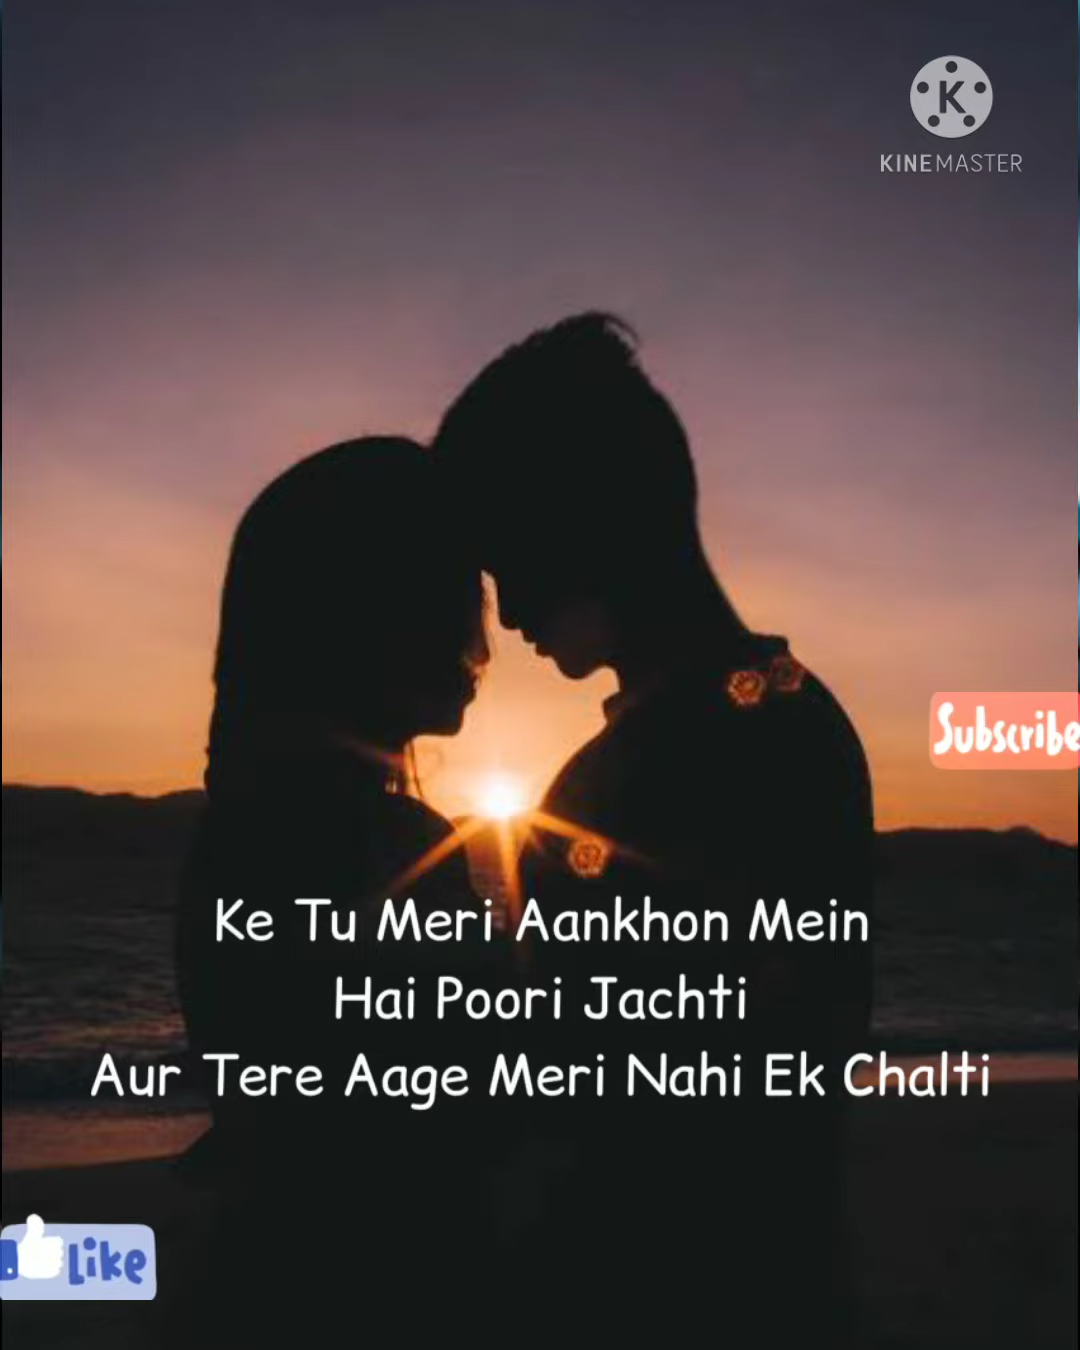 K
KINEMASTER
Subscribe
Ke Tu Meri Aankhon Mein
Hai Poori Jachti
Aur Tere Aage Meri Nahi Ek Chalti
Like